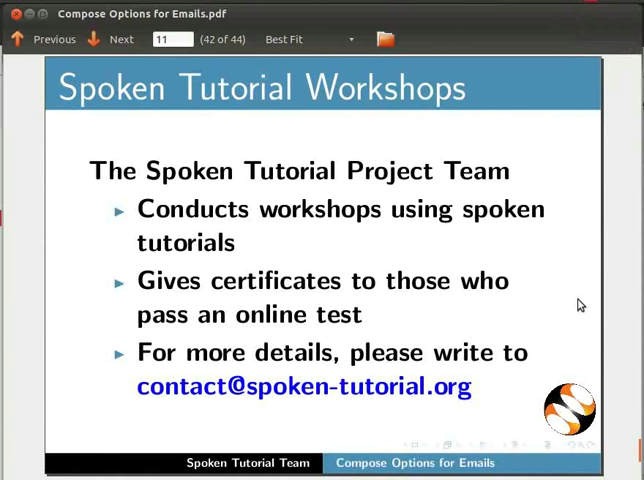 Compose Options for Emails.pdf
Previous Next 11 (42 of 44) Best Fit
Spoken Tutorial Workshops
The Spoken Tutorial Project Team
Conducts workshops using spoken
tutorials
Gives certificates to those who
pass an online test
For more details, please write to
contact@spoken-tutorial.org
Spoken Tutorial Team Compose Options for Emails